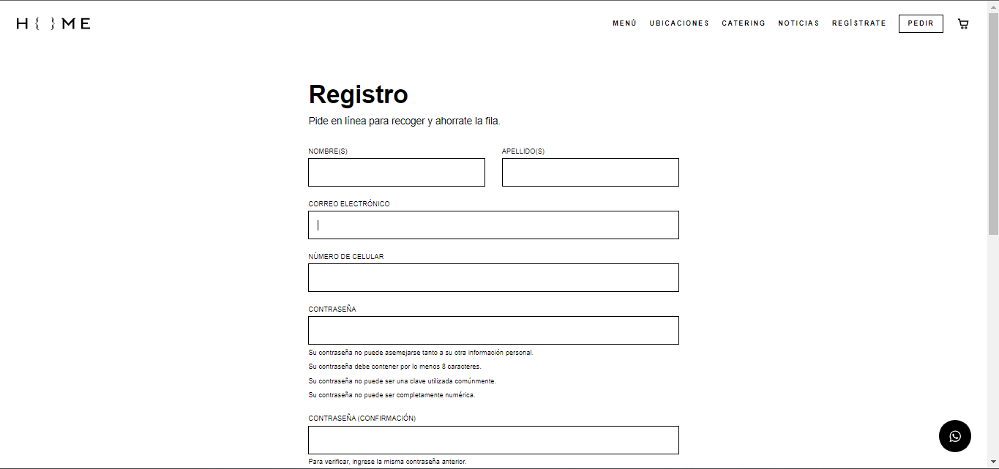 H { } M E
MENÚ UBICACIONES CATERING NOTICIAS REGÍSTRATE PEDIR
Registro
Pide en línea para recoger y ahorrate la fila.
NOMBRE(S) APELLIDO(S)
CORREO ELECTRÓNICO
NÚMERO DE CELULAR
CONTRASEÑA
Su contraseña no puede asemejarse tanto a su otra información personal.
Su contraseña debe contener por lo menos 8 caracteres.
Su contraseña no puede ser una clave utilizada comúnmente.
Su contraseña no puede ser completamente numérica.
CONTRASEÑA (CONFIRMACIÓN)
Para verificar, ingrese la misma contraseña anterior.